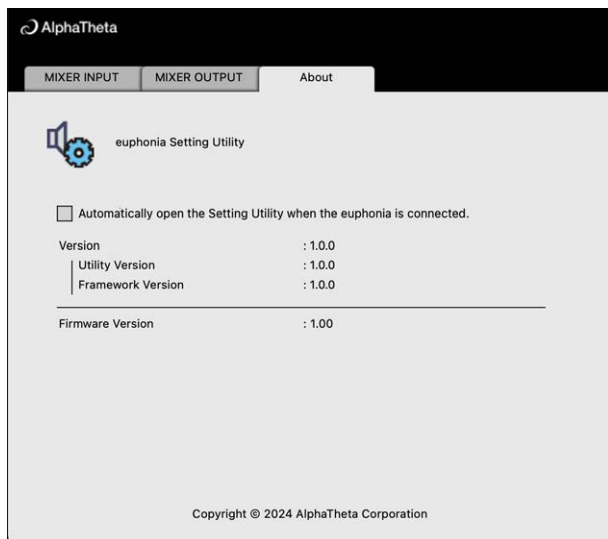 AlphaTheta
MIXER INPUT
MIXER OUTPUT
About
euphonia Setting Utility
Automatically open the Setting Utility when the euphonia is connected.
Version : 1.0.0
Utility Version : 1.0.0
Framework Version : 1.0.0
Firmware Version : 1.00
Copyright © 2024 AlphaTheta Corporation